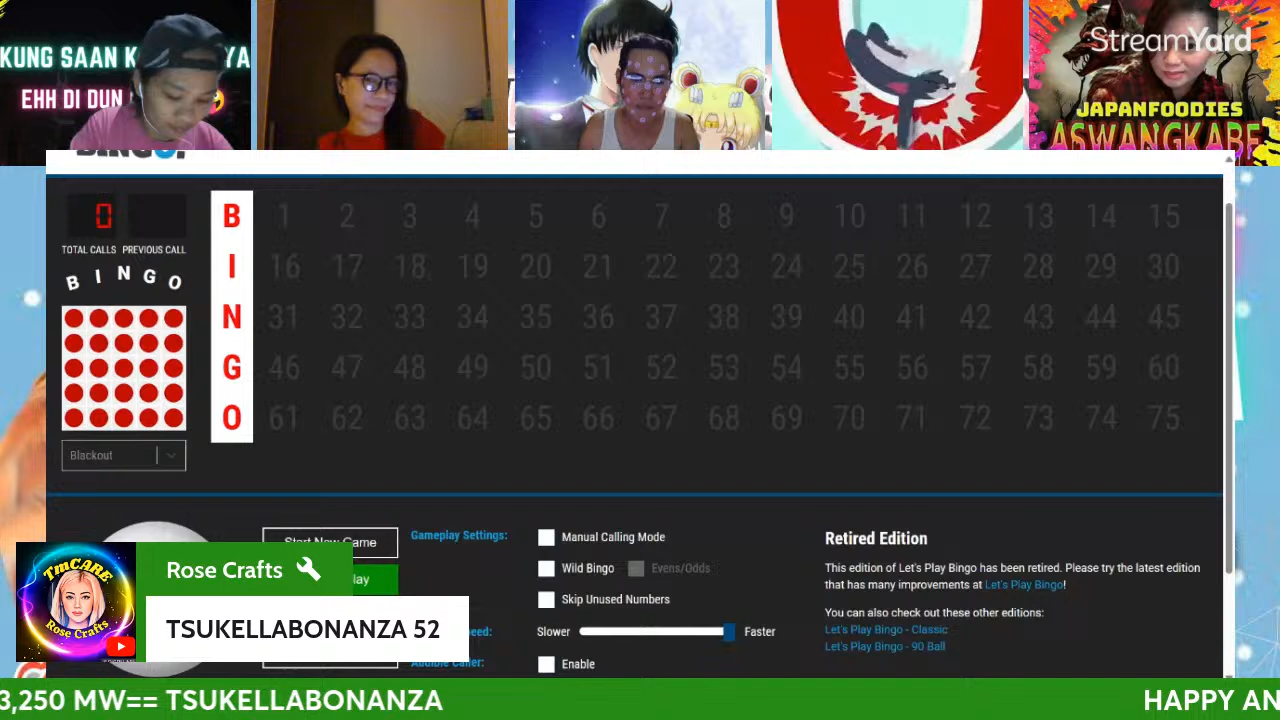 KUNG SAAN K YA
EHH DI DUN
StreamYard
JAPANFOODIES
ASWANGKABE
BINGO!
0
TOTAL CALLS PREVIOUS CALL
B I N G O
Blackout
B 1 2 3 4 5 6 7 8 9 10 11 12 13 14 15
I 16 17 18 19 20 21 22 23 24 25 26 27 28 29 30
N 31 32 33 34 35 36 37 38 39 40 41 42 43 44 45
G 46 47 48 49 50 51 52 53 54 55 56 57 58 59 60
O 61 62 63 64 65 66 67 68 69 70 71 72 73 74 75
Start New Game
lay
Gameplay Settings:
Manual Calling Mode
Wild Bingo Evens/Odds
Skip Unused Numbers
eed: Slower Faster
Audible Caller: Enable
Retired Edition
This edition of Let's Play Bingo has been retired. Please try the latest edition
that has many improvements at Let's Play Bingo!
You can also check out these other editions:
Let's Play Bingo - Classic
Let's Play Bingo - 90 Ball
TmCARE
Rose Crafts
Rose Crafts
TSUKELLABONANZA 52
3,250 MW== TSUKELLABONANZA
HAPPY AN